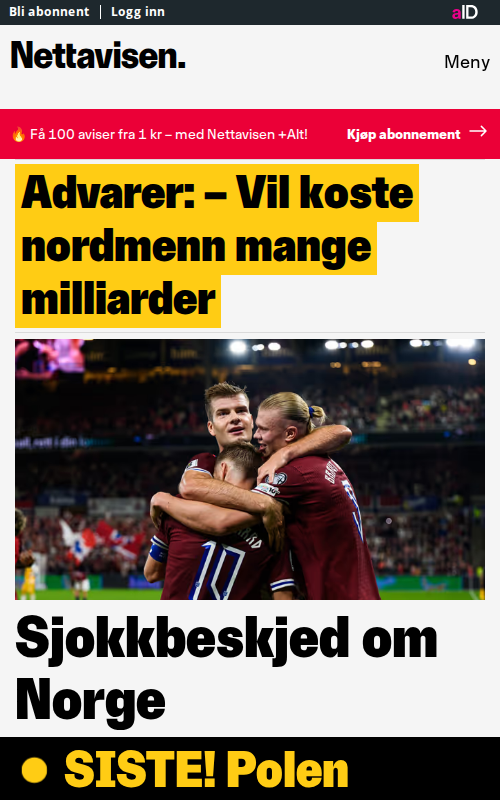 Bli abonnent | Logg inn
aID
Nettavisen.
Meny
🔥 Få 100 aviser fra 1 kr – med Nettavisen +Alt!
Kjøp abonnement →
Advarer: – Vil koste
nordmenn mange
milliarder
10
Sjokkbeskjed om
Norge
SISTE! Polen